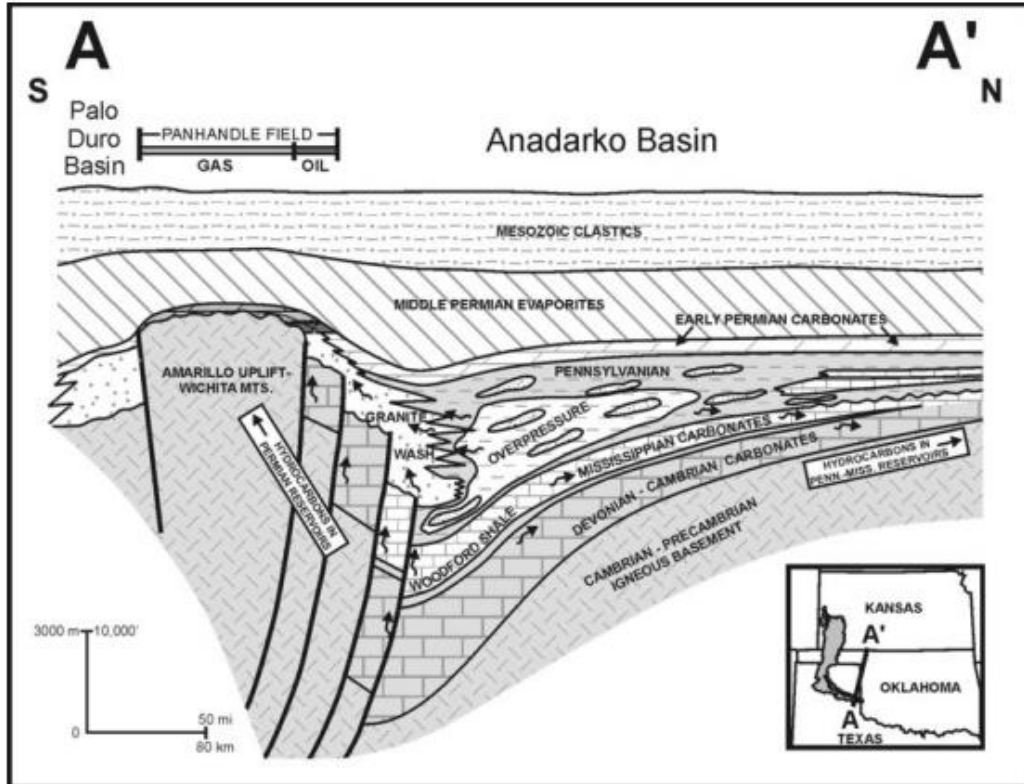 A
A'
S
N
Palo
Duro
Basin
PANHANDLE FIELD
GAS
OIL
Anadarko Basin
MESOZOIC CLASTICS
MIDDLE PERMIAN EVAPORITES
EARLY PERMIAN CARBONATES
AMARILLO UPLIFT-
WICHITA MTS.
PENNSYLVANIAN
GRANITE
WASH
OVERPRESSURE
MISSISSIPPIAN CARBONATES
WOODFORD SHALE
DEVONIAN - CAMBRIAN CARBONATES
HYDROCARBONS IN
PERMIAN RESERVOIRS
HYDROCARBONS IN
PENN.-MISS. RESERVOIRS
CAMBRIAN - PRECAMBRIAN
IGNEOUS BASEMENT
3000 m
10,000'
0
50 mi
80 km
KANSAS
A'
OKLAHOMA
A
TEXAS